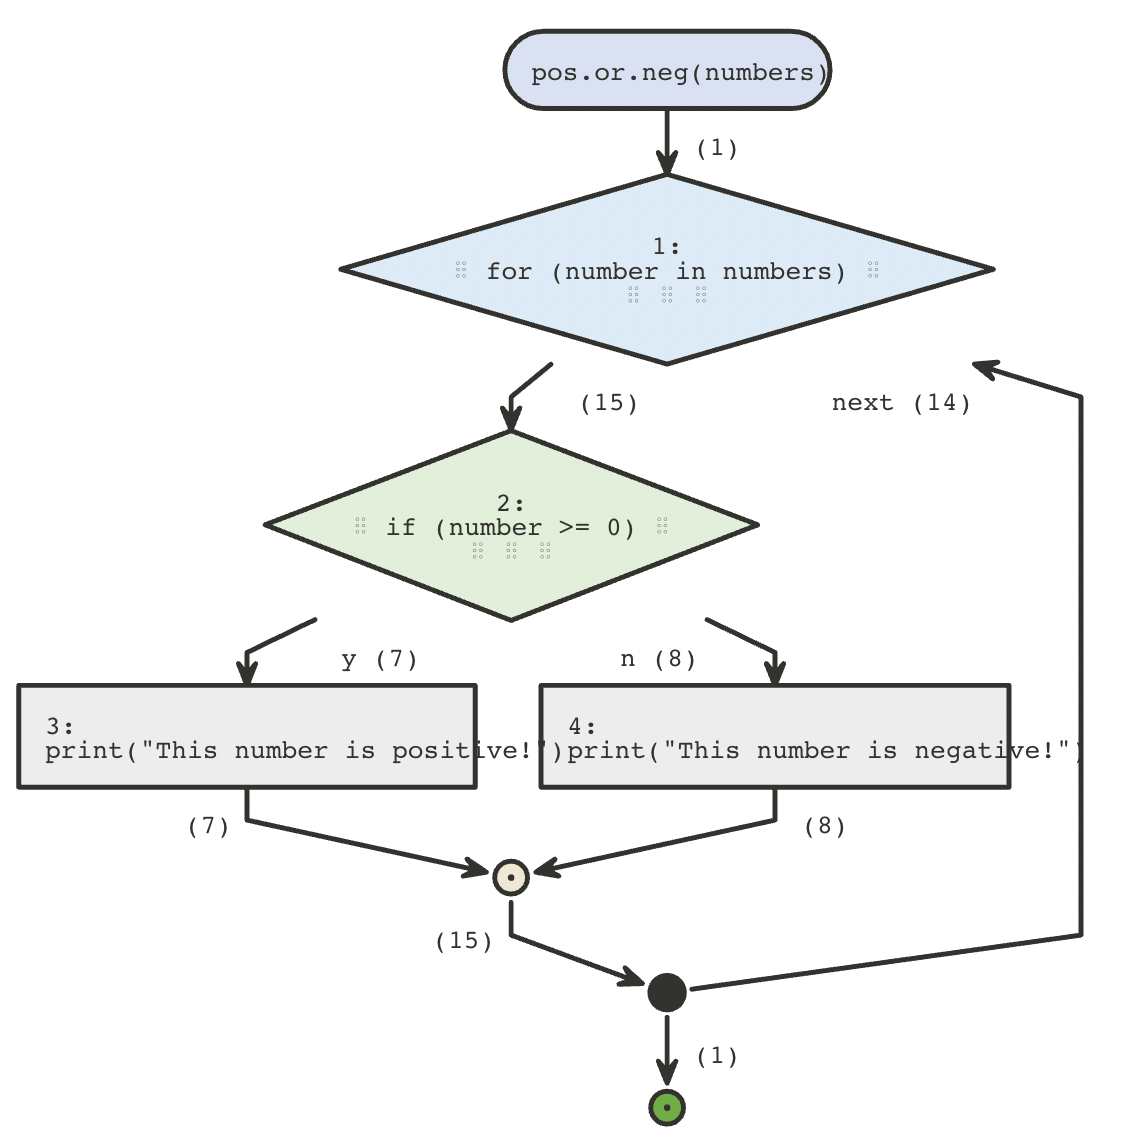 pos.or.neg(numbers)
(1)
1:
for (number in numbers)
(15)
next (14)
2:
if (number >= 0)
y (7)
n (8)
3:
print("This number is positive!")
4:
print("This number is negative!")
(7)
(8)
(15)
(1)